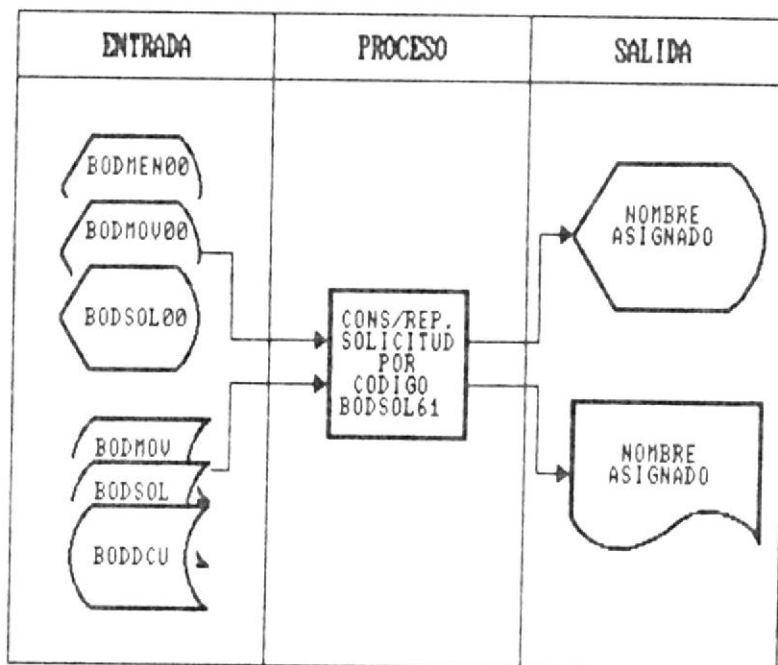 ENTRADA
PROCESO
SALIDA
BODMEN00
BODMOV00
BODSOL00
BODMOV
BODSOL
BODDCU
CONS/REP.
SOLICITUD
POR
CODIGO
BODSOL61
NOMBRE
ASIGNADO
NOMBRE
ASIGNADO